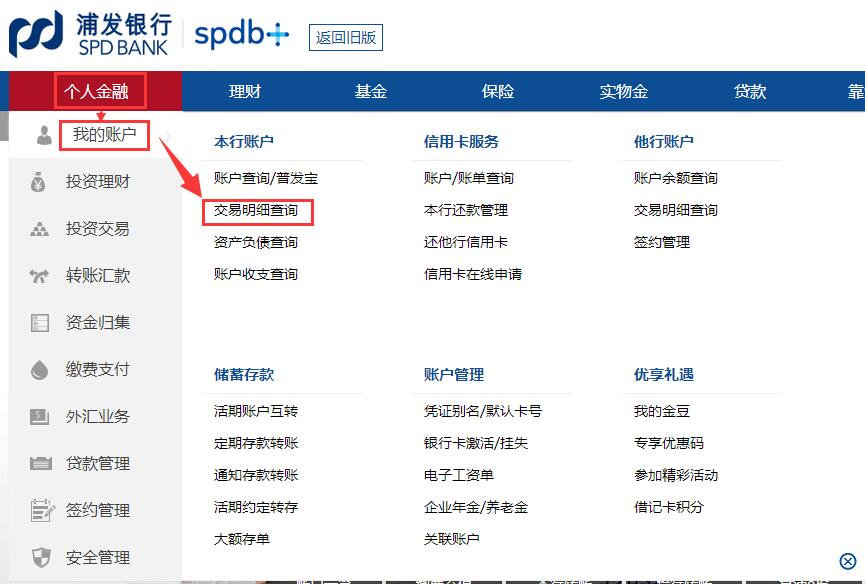 浦发银行
SPD BANK
spdb+
返回旧版
个人金融 理财 基金 保险 实物金 贷款 靠
我的账户
投资理财
投资交易
转账汇款
资金归集
缴费支付
外汇业务
贷款管理
签约管理
安全管理
本行账户
账户查询/普发宝
交易明细查询
资产负债查询
账户收支查询
信用卡服务
账户/账单查询
本行还款管理
还他行信用卡
信用卡在线申请
他行账户
账户余额查询
交易明细查询
签约管理
储蓄存款
活期账户互转
定期存款转账
通知存款转账
活期约定转存
大额存单
账户管理
凭证别名/默认卡号
银行卡激活/挂失
电子工资单
企业年金/养老金
关联账户
优享礼遇
我的金豆
专享优惠码
参加精彩活动
借记卡积分